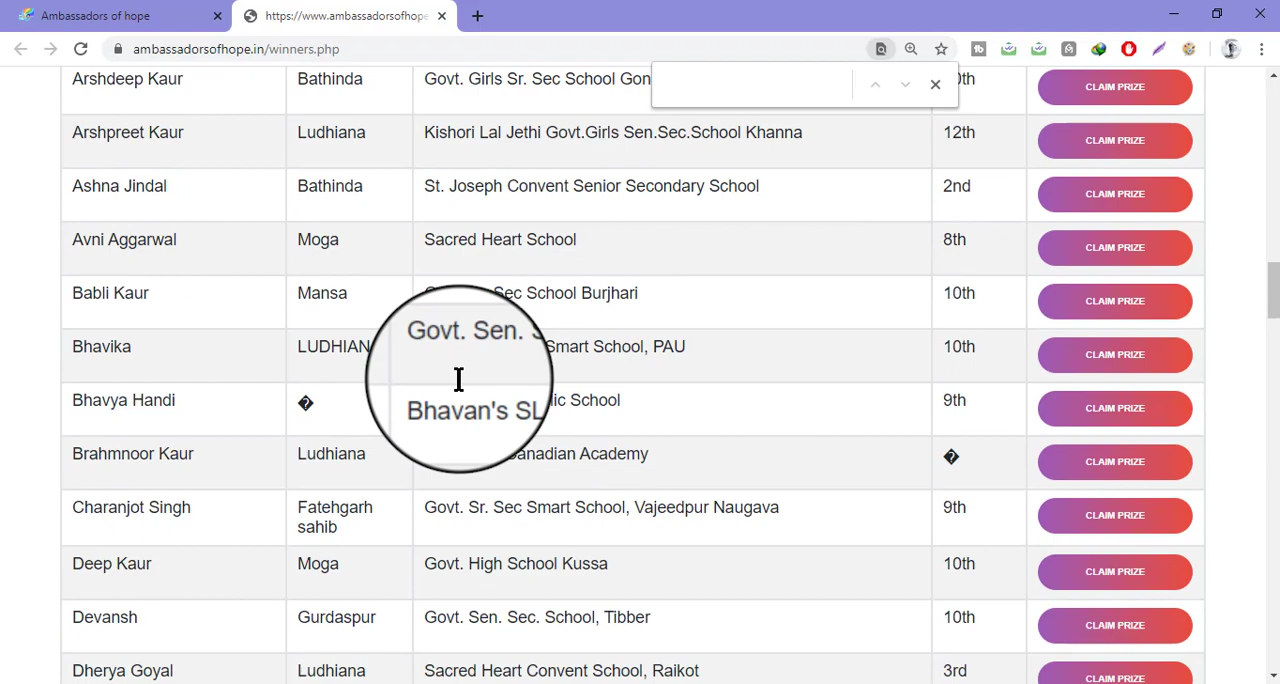 Ambassadors of hope
https://www.ambassadorsofhope
ambassadorsofhope.in/winners.php
Arshdeep Kaur Bathinda Govt. Girls Sr. Sec School CLAIM PRIZE
Arshpreet Kaur Ludhiana Kishori Lal Jethi Govt.Girls Sen.Sec.School Khanna 12th CLAIM PRIZE
Ashna Jindal Bathinda St. Joseph Convent Senior Secondary School 2nd CLAIM PRIZE
Avni Aggarwal Moga Sacred Heart School 8th CLAIM PRIZE
Babli Kaur Mansa Sec School Burjhari 10th CLAIM PRIZE
Bhavika Govt. Sen. Smart School, PAU 10th CLAIM PRIZE
Bhavya Handi � Bhavan's School 9th CLAIM PRIZE
Brahmnoor Kaur Ludhiana Canadian Academy � CLAIM PRIZE
Charanjot Singh Fatehgarh Govt. Sr. Sec Smart School, Vajeedpur Naugava 9th CLAIM PRIZE
sahib
Deep Kaur Moga Govt. High School Kussa 10th CLAIM PRIZE
Devansh Gurdaspur Govt. Sen. Sec. School, Tibber 10th CLAIM PRIZE
Dherya Goyal Ludhiana Sacred Heart Convent School, Raikot 3rd CLAIM PRIZE